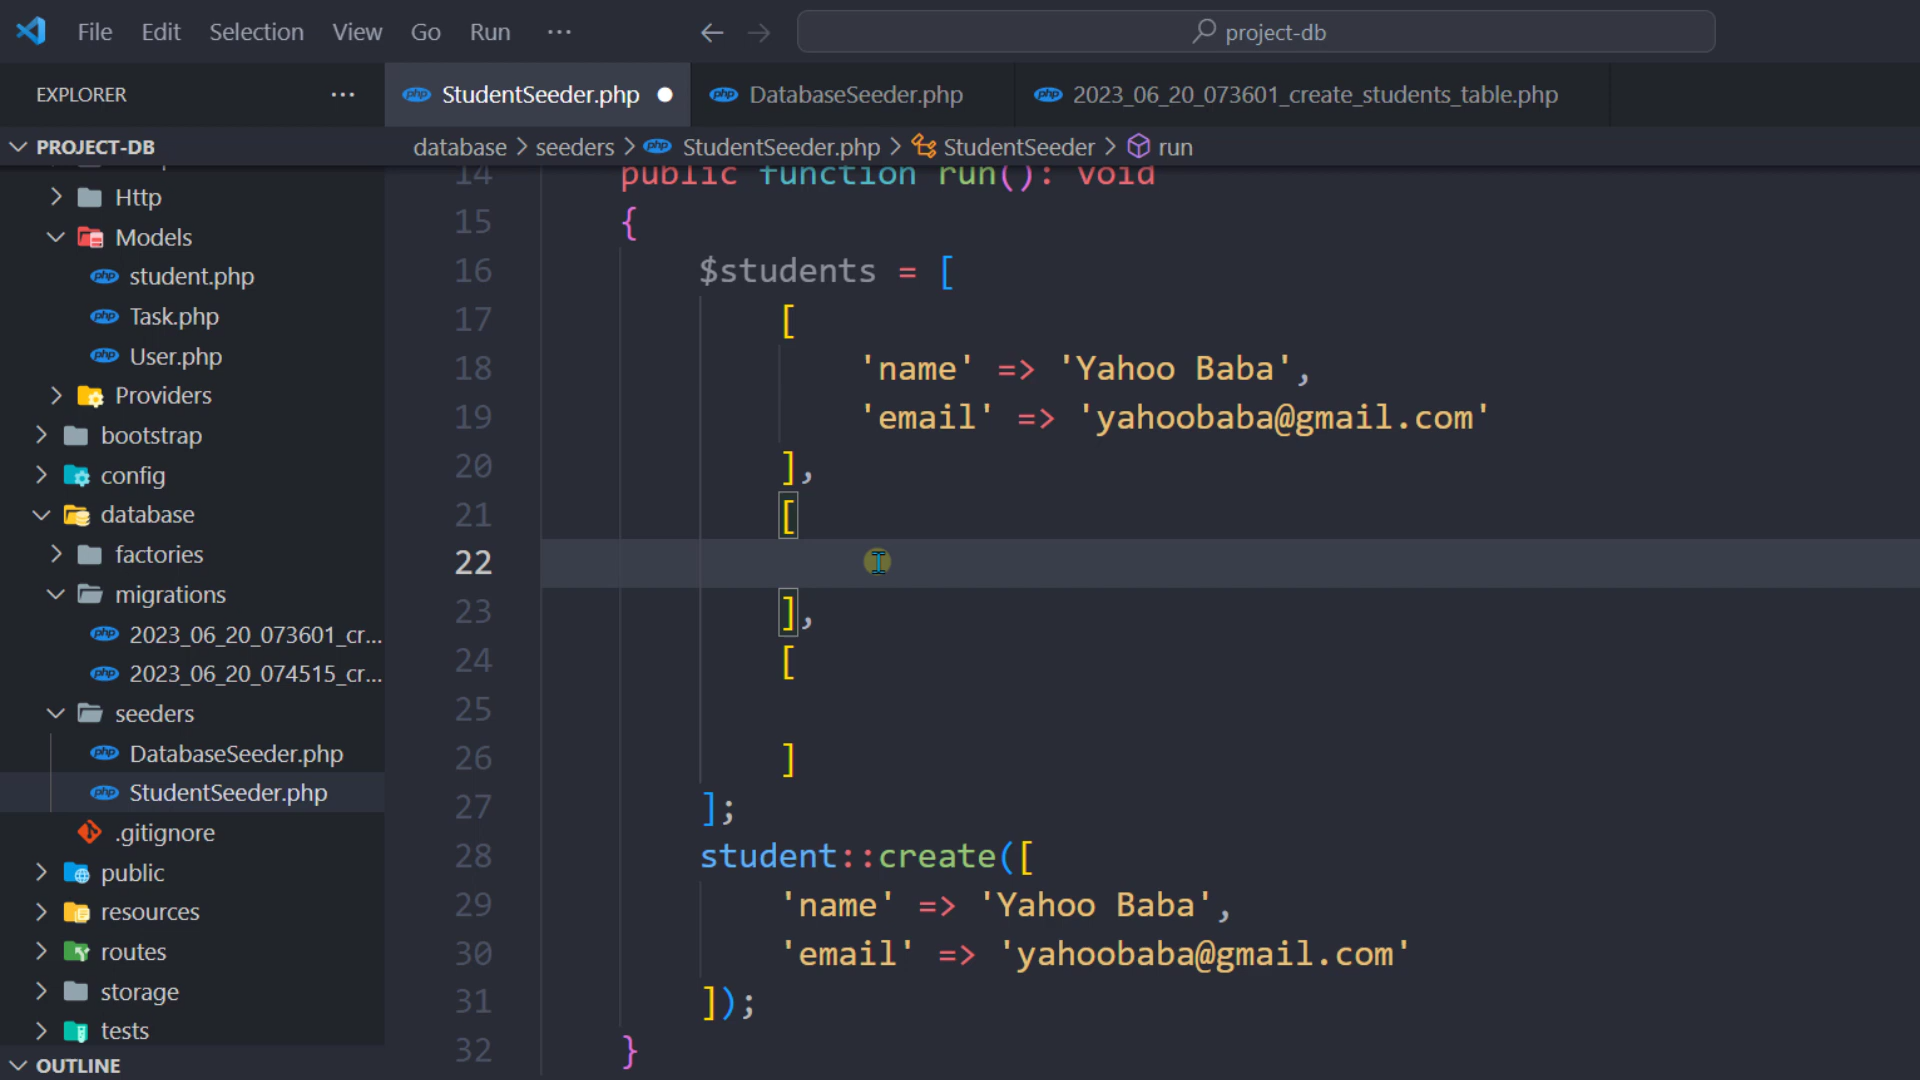 File Edit Selection View Go Run ···
project-db
EXPLORER ···
StudentSeeder.php
DatabaseSeeder.php
2023_06_20_073601_create_students_table.php
PROJECT-DB
database > seeders > StudentSeeder.php > StudentSeeder > run
Http
Models
student.php
Task.php
User.php
Providers
bootstrap
config
database
factories
migrations
2023_06_20_073601_cr...
2023_06_20_074515_cr...
seeders
DatabaseSeeder.php
StudentSeeder.php
.gitignore
public
resources
routes
storage
tests
OUTLINE
14 public function run(): void
15 {
16 $students = [
17 [
18 'name' => 'Yahoo Baba',
19 'email' => 'yahoobaba@gmail.com'
20 ],
21 [
22
23 ],
24 [
25
26 ]
27 ];
28 student::create([
29 'name' => 'Yahoo Baba',
30 'email' => 'yahoobaba@gmail.com'
31 ]);
32 }